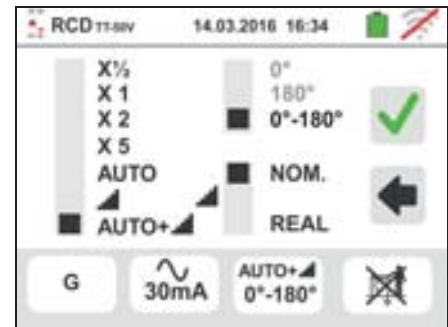 RCD TT-50V 14.03.2016 16:34
X½ 0°
X 1 180°
X 2 0°-180°
X 5
AUTO NOM.
AUTO+ REAL
G 30mA AUTO+ 0°-180°